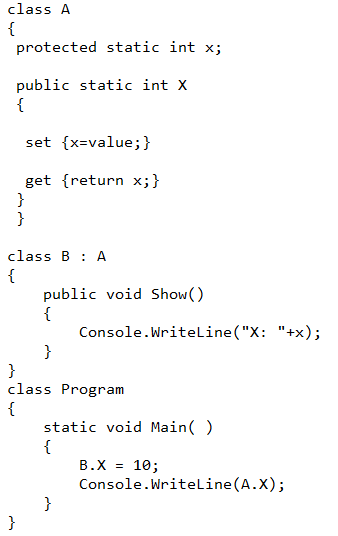 class A
{
 protected static int x;

 public static int X
 {

  set {x=value;}

  get {return x;}
 }
 }

class B : A
{
    public void Show()
    {
        Console.WriteLine("X: "+x);
    }
}
class Program
{
    static void Main( )
    {
        B.X = 10;
        Console.WriteLine(A.X);
    }
}